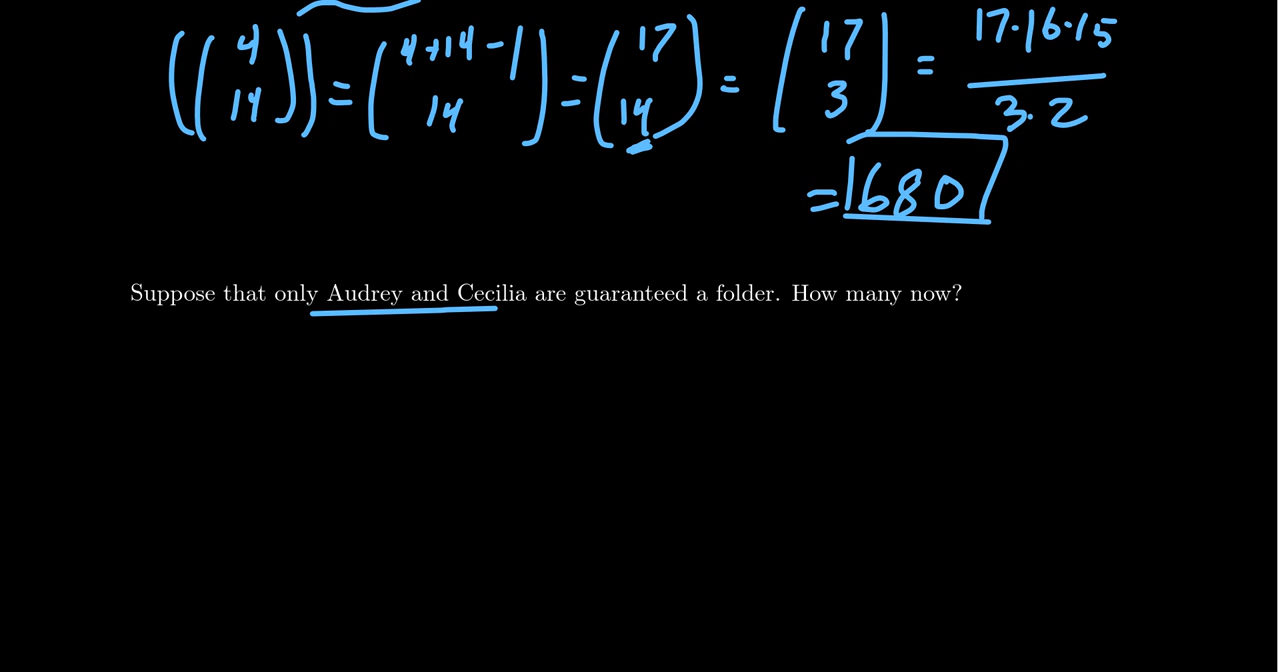 ((4 14)) = (4+14-1 14) = (17 14) = (17 3) = 17·16·15 / 3·2
= 1680
Suppose that only Audrey and Cecilia are guaranteed a folder. How many now?